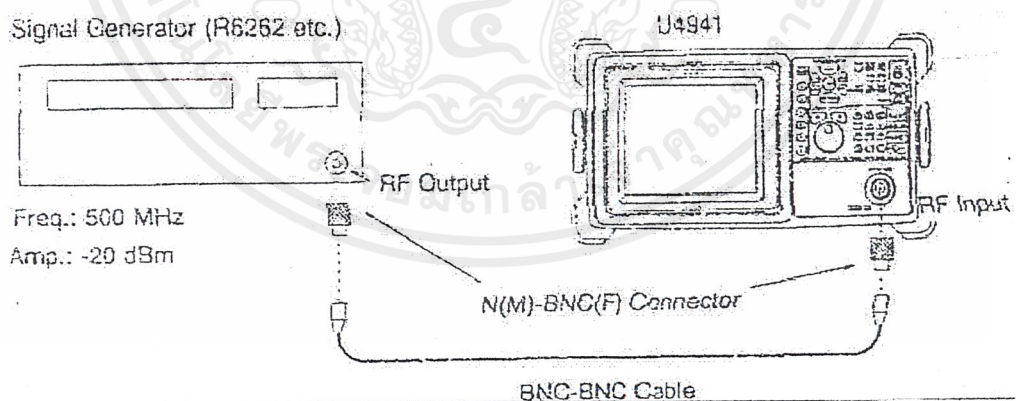 Signal Generator (R6262 etc.)
U4941
RF Output
RF Input
Freq.: 500 MHz
Amp.: -20 dBm
N(M)-BNC(F) Connector
BNC-BNC Cable